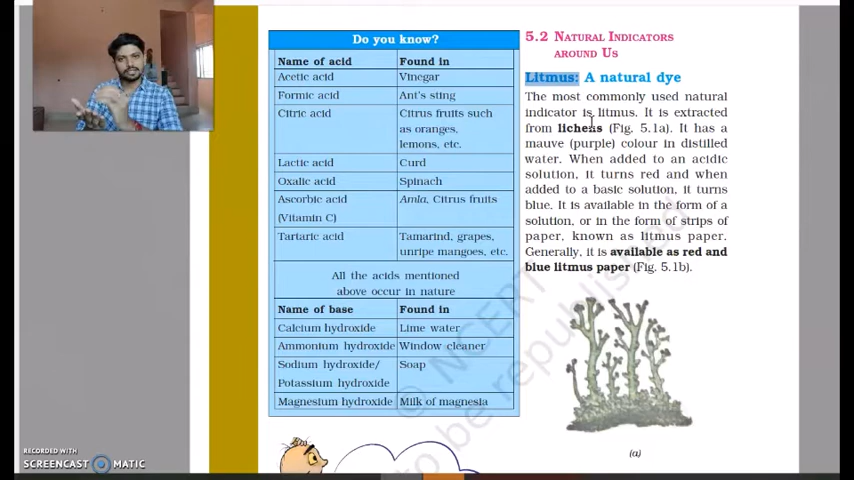 Do you know?
Name of acid Found in
Acetic acid Vinegar
Formic acid Ant's sting
Citric acid Citrus fruits such
as oranges,
lemons, etc.
Lactic acid Curd
Oxalic acid Spinach
Ascorbic acid Amla, Citrus fruits
(Vitamin C)
Tartaric acid Tamarind, grapes,
unripe mangoes, etc.
All the acids mentioned
above occur in nature
Name of base Found in
Calcium hydroxide Lime water
Ammonium hydroxide Window cleaner
Sodium hydroxide/ Soap
Potassium hydroxide
Magnesium hydroxide Milk of magnesia
5.2 NATURAL INDICATORS
AROUND US
Litmus: A natural dye
The most commonly used natural
indicator is litmus. It is extracted
from lichens (Fig. 5.1a). It has a
mauve (purple) colour in distilled
water. When added to an acidic
solution, it turns red and when
added to a basic solution, it turns
blue. It is available in the form of a
solution, or in the form of strips of
paper, known as litmus paper.
Generally, it is available as red and
blue litmus paper (Fig. 5.1b).
(a)
© NCERT
to be republished
RECORDED WITH
SCREENCAST MATIC